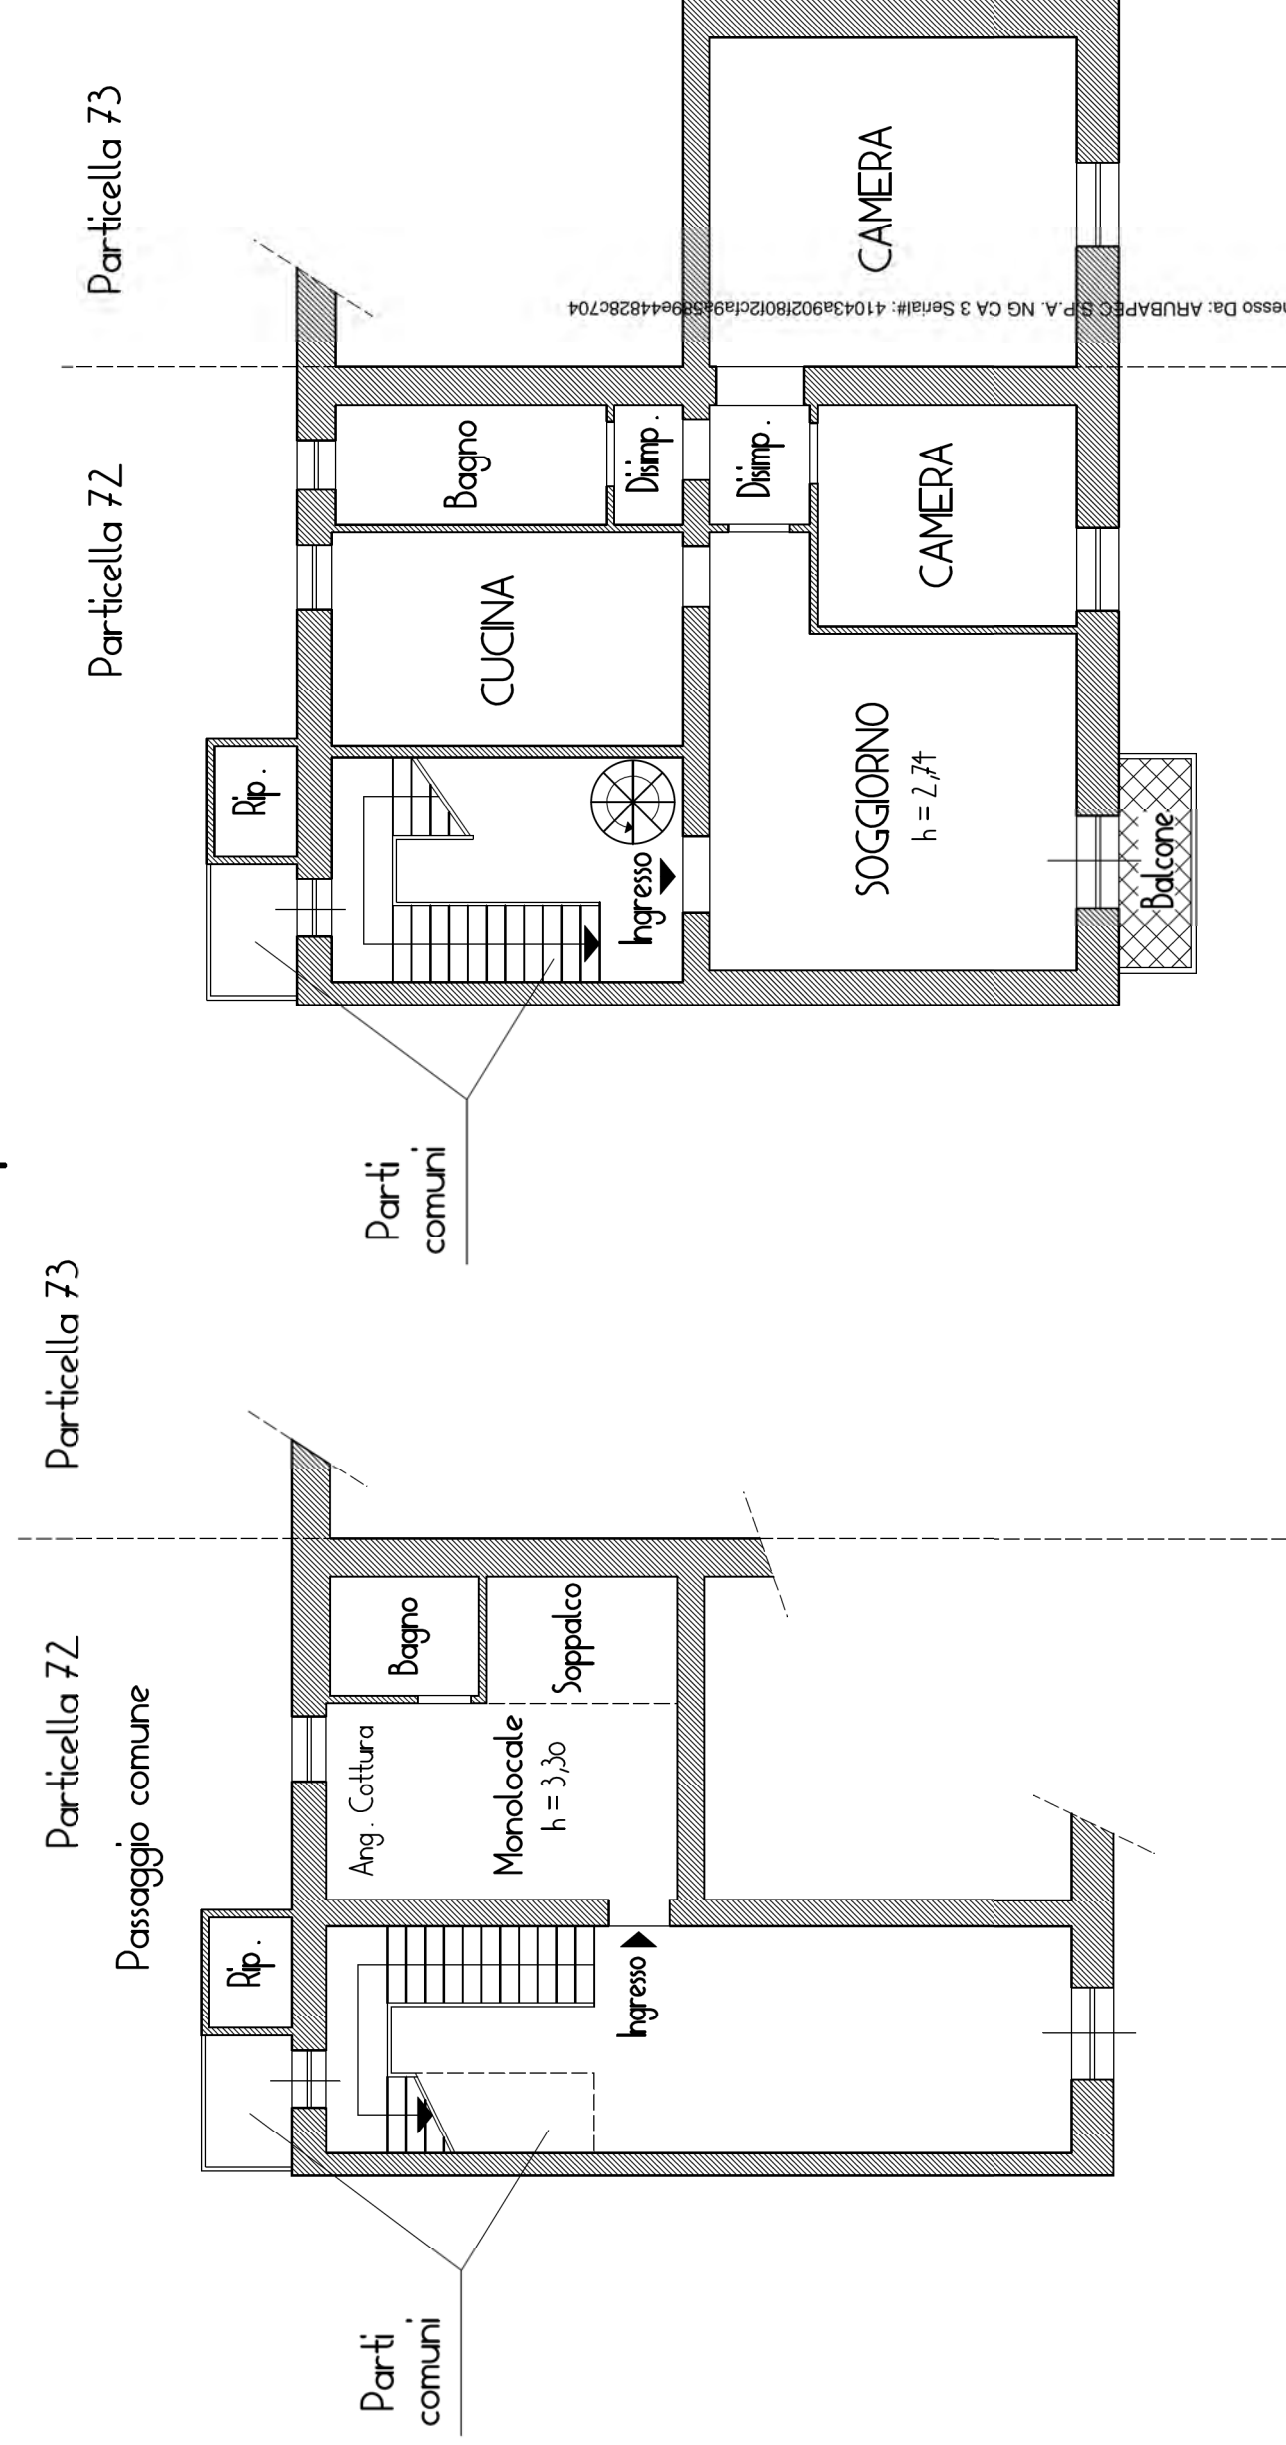 Particella 72
Particella 73
Passaggio comune
Rip.
Ang. Cottura
Bagno
Monolocale
h = 3,30
Soppalco
Ingresso
Parti
comuni
Particella 72
Particella 73
Rip.
CUCINA
Bagno
Disimp.
Ingresso
Disimp.
SOGGIORNO
h = 2,74
CAMERA
CAMERA
Balcone
Parti
comuni
esso Da: ARUBAPEC S.P.A. NG CA 3 Serial#: 41043a902f80f2cfa9a589e44828c704